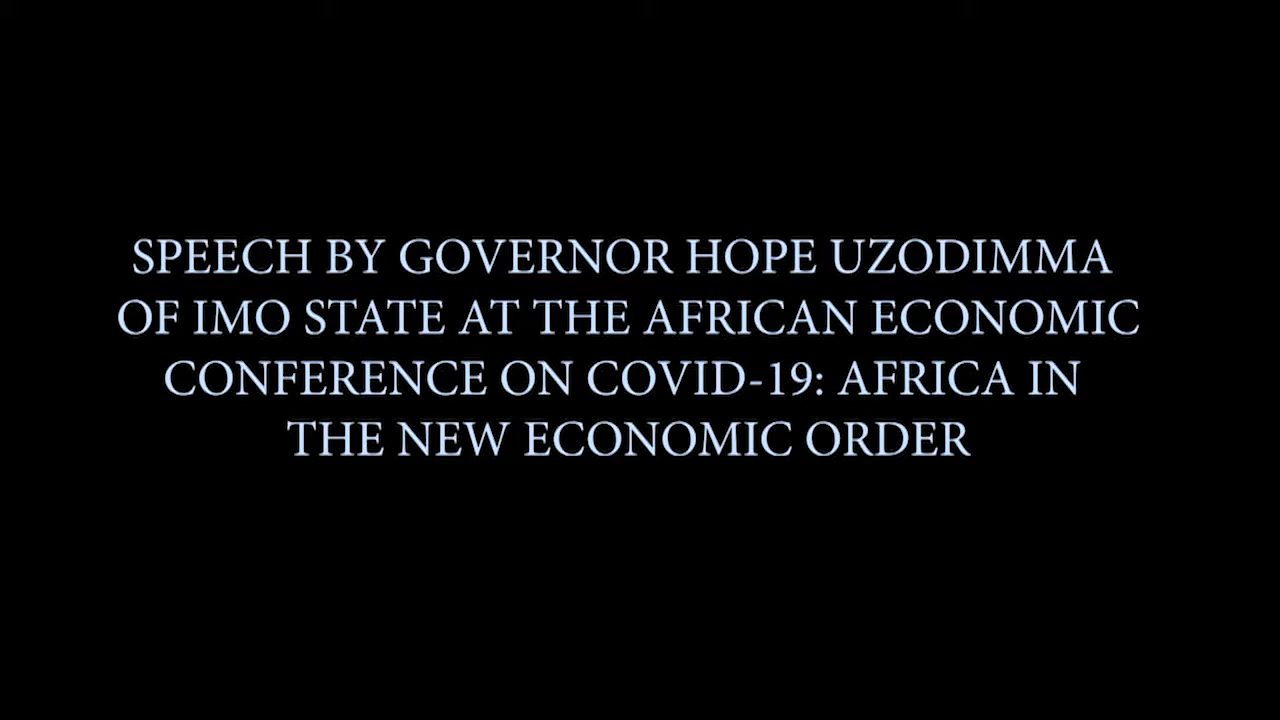 SPEECH BY GOVERNOR HOPE UZODIMMA
OF IMO STATE AT THE AFRICAN ECONOMIC
CONFERENCE ON COVID-19: AFRICA IN
THE NEW ECONOMIC ORDER